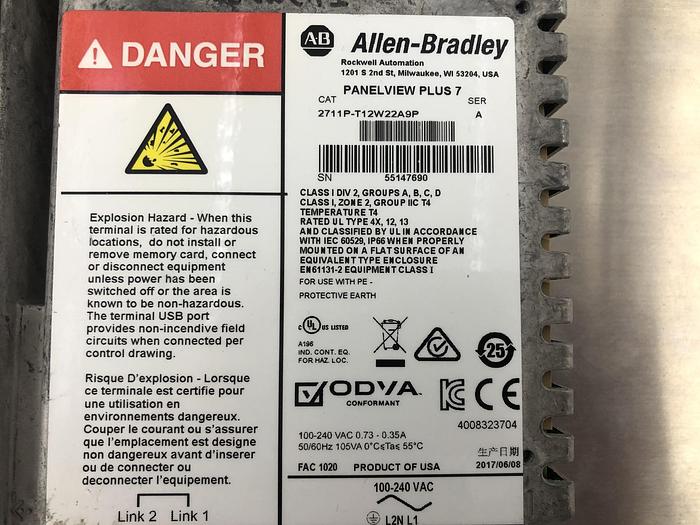 DANGER
Explosion Hazard - When this
terminal is rated for hazardous
locations, do not install or
remove memory card, connect
or disconnect equipment
unless power has been
switched off or the area is
known to be non-hazardous.
The terminal USB port
provides non-incendive field
circuits when connected per
control drawing.
Risque D'explosion - Lorsque
ce terminale est certifie pour
une utilisation en
environnements dangereux.
Couper le courant ou s'assurer
que l'emplacement est designe
non dangereux avant d'inserer
ou de connecter ou
deconnecter l'equipement.
Link 2 Link 1
AB Allen-Bradley
Rockwell Automation
1201 S 2nd St, Milwaukee, WI 53204, USA
PANELVIEW PLUS 7
CAT SER
2711P-T12W22A9P A
SN 55147690
CLASS I DIV 2, GROUPS A, B, C, D
CLASS I, ZONE 2, GROUP IIC T4
TEMPERATURE T4
RATED UL TYPE 4X, 12, 13
AND CLASSIFIED BY UL IN ACCORDANCE
WITH IEC 60529, IP66 WHEN PROPERLY
MOUNTED ON A FLAT SURFACE OF AN
EQUIVALENT TYPE ENCLOSURE
EN61131-2 EQUIPMENT CLASS I
FOR USE WITH PE -
PROTECTIVE EARTH
c UL US LISTED
A196
IND. CONT. EQ.
FOR HAZ. LOC.
25
ODVA
CONFORMANT
KC CE
4008323704
100-240 VAC 0.73 - 0.35A
50/60Hz 105VA 0°C≤Ta≤ 55°C
生产日期
FAC 1020 PRODUCT OF USA 2017/06/08
100-240 VAC
L2N L1